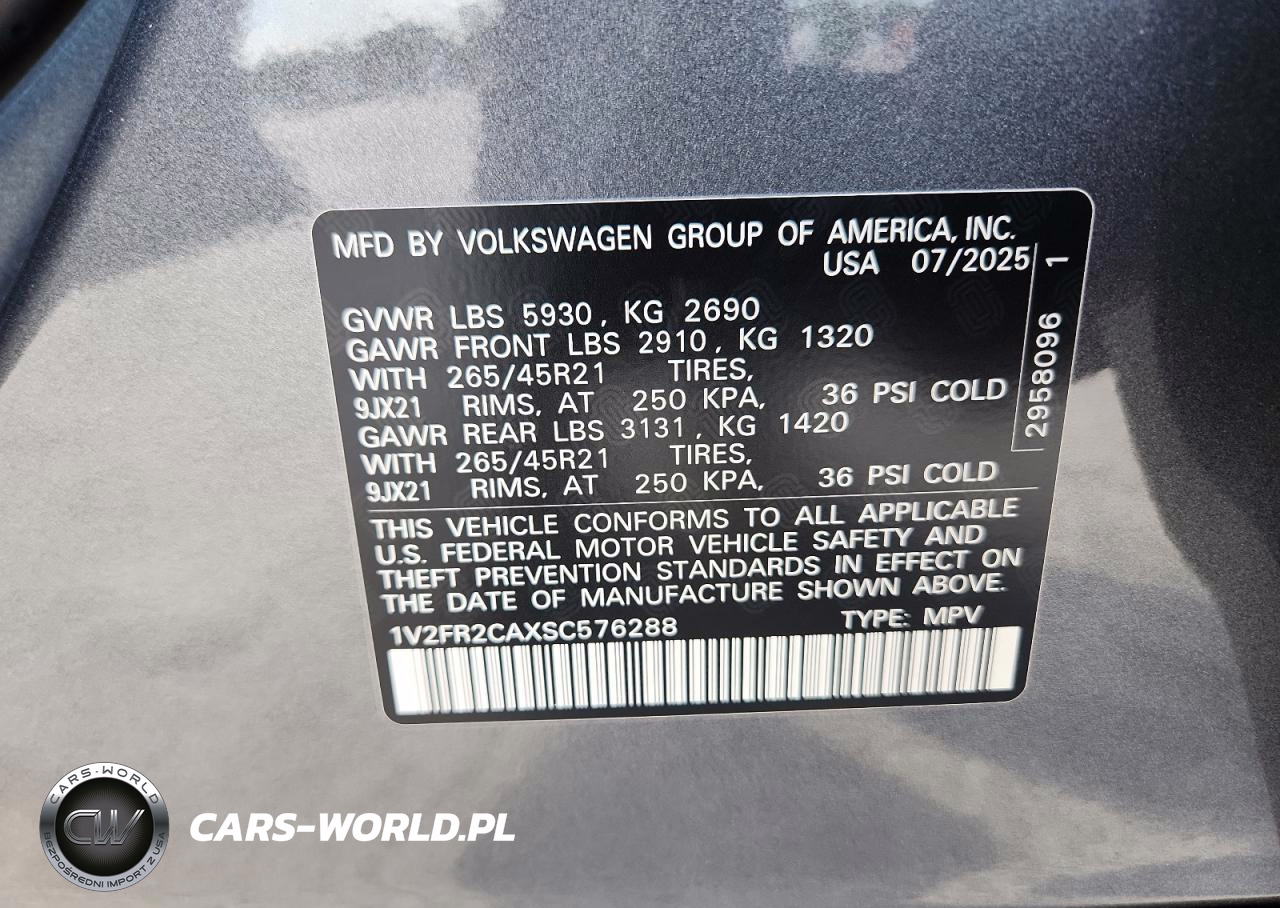 MFD BY VOLKSWAGEN GROUP OF AMERICA, INC.
USA 07/2025
GVWR LBS 5930, KG 2690
GAWR FRONT LBS 2910, KG 1320
WITH 265/45R21 TIRES,
9JX21 RIMS, AT 250 KPA, 36 PSI COLD
GAWR REAR LBS 3131, KG 1420
WITH 265/45R21 TIRES,
9JX21 RIMS, AT 250 KPA, 36 PSI COLD
2958096 1
THIS VEHICLE CONFORMS TO ALL APPLICABLE
U.S. FEDERAL MOTOR VEHICLE SAFETY AND
THEFT PREVENTION STANDARDS IN EFFECT ON
THE DATE OF MANUFACTURE SHOWN ABOVE.
1V2FR2CAXSC576288 TYPE: MPV
CARS-WORLD
CW
BEZPOŚREDNI IMPORT Z USA
CARS-WORLD.PL